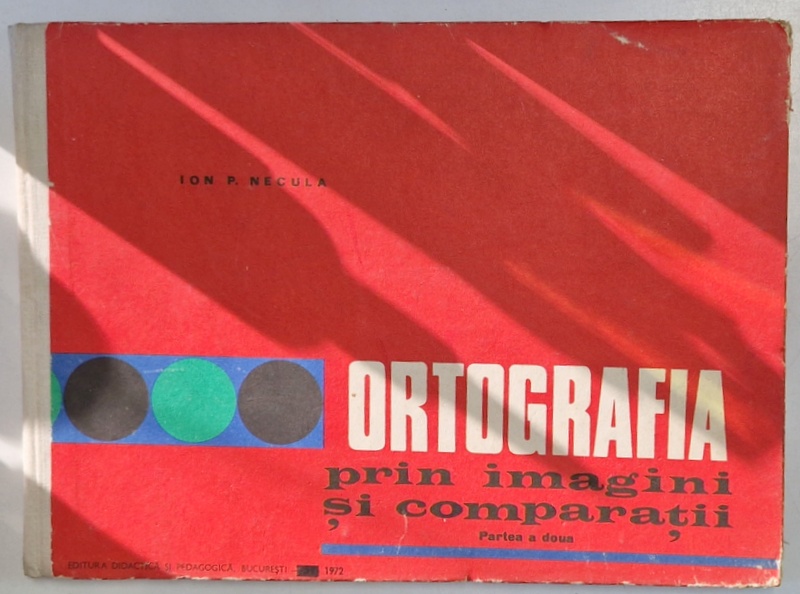 ION P. NECULA
ORTOGRAFIA
prin imagini
și comparații
Partea a doua
EDITURA DIDACTICĂ ȘI PEDAGOGICĂ, BUCUREȘTI – 1972